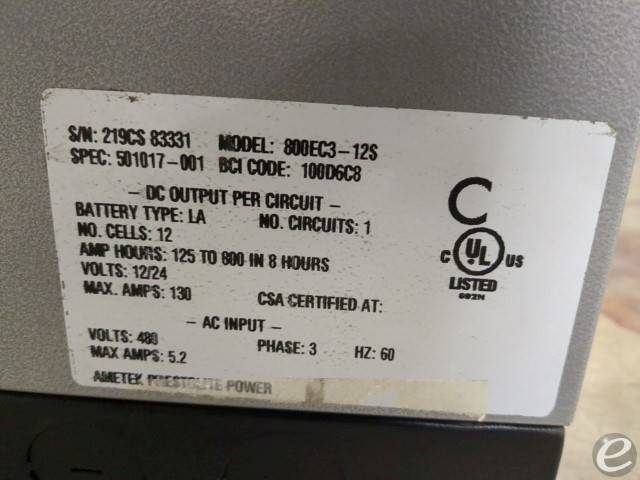 S/N: 219CS 83331 MODEL: 800EC3-12S
SPEC: 501017-001 BCI CODE: 100D6C8
— DC OUTPUT PER CIRCUIT —
BATTERY TYPE: LA NO. CIRCUITS: 1
NO. CELLS: 12
AMP HOURS: 125 TO 800 IN 8 HOURS
VOLTS: 12/24
MAX. AMPS: 130 CSA CERTIFIED AT:
— AC INPUT —
VOLTS: 480 PHASE: 3 HZ: 60
MAX AMPS: 5.2
AMETEK PRESTOLITE POWER
C
C UL US
LISTED
692N
e